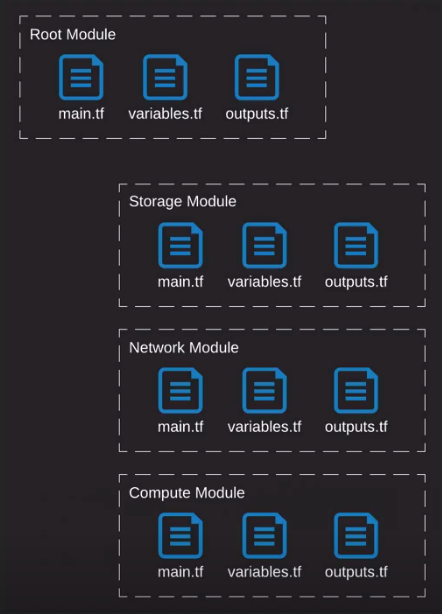 Root Module
main.tf variables.tf outputs.tf
Storage Module
main.tf variables.tf outputs.tf
Network Module
main.tf variables.tf outputs.tf
Compute Module
main.tf variables.tf outputs.tf